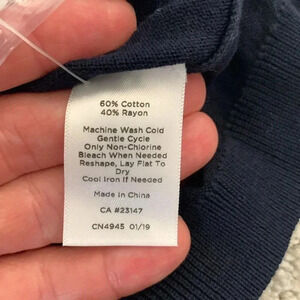 60% Cotton
40% Rayon
Machine Wash Cold
Gentle Cycle
Only Non-Chlorine
Bleach When Needed
Reshape, Lay Flat To
Dry
Cool Iron If Needed
Made in China
CA #23147
CN4945 01/19